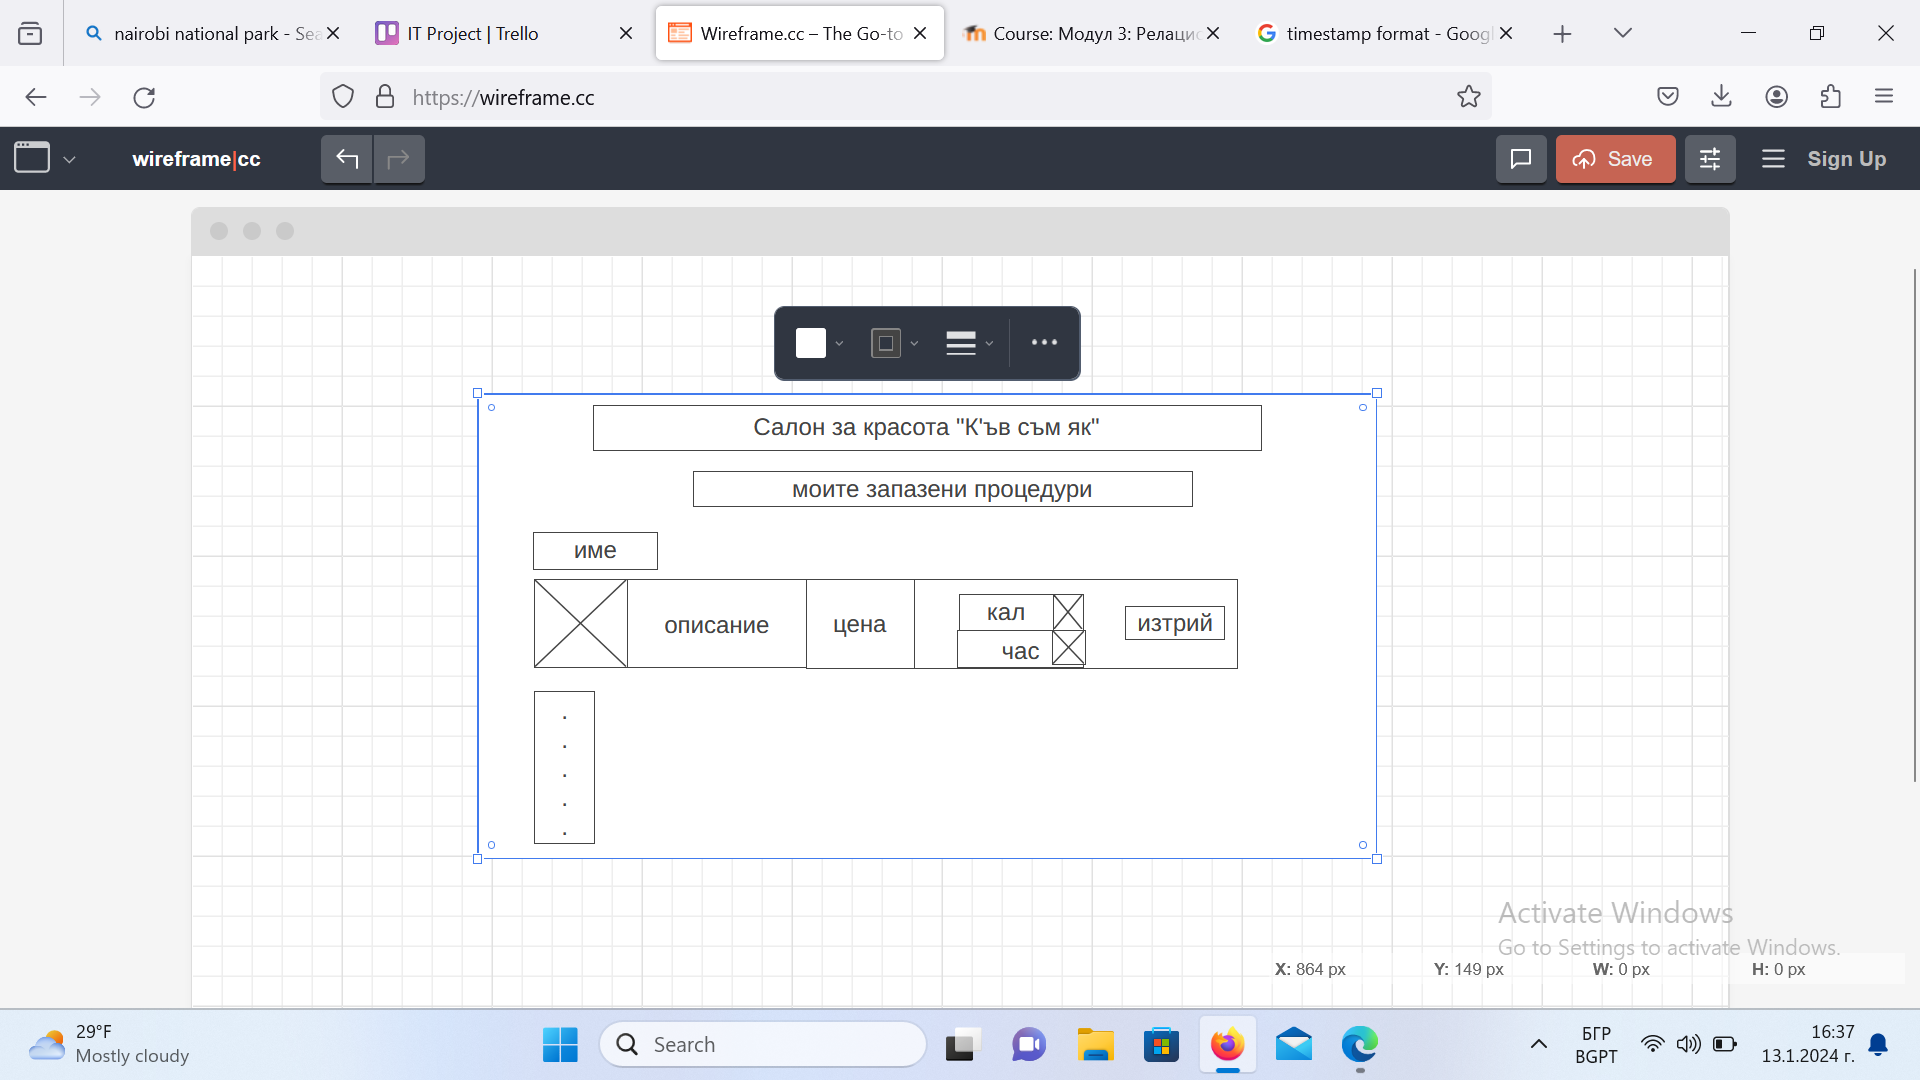 nairobi national park - Sea
IT Project | Trello
Wireframe.cc – The Go-to
Course: Модул 3: Релаци
timestamp format - Googl
https://wireframe.cc
wireframe|cc
Save
Sign Up
Салон за красота "К'ъв съм як"
моите запазени процедури
име
описание
цена
кал
час
изтрий
.
.
.
.
.
Activate Windows
Go to Settings to activate Windows.
X: 864 px
Y: 149 px
W: 0 px
H: 0 px
29°F
Mostly cloudy
Search
БГР
BGPT
16:37
13.1.2024 г.